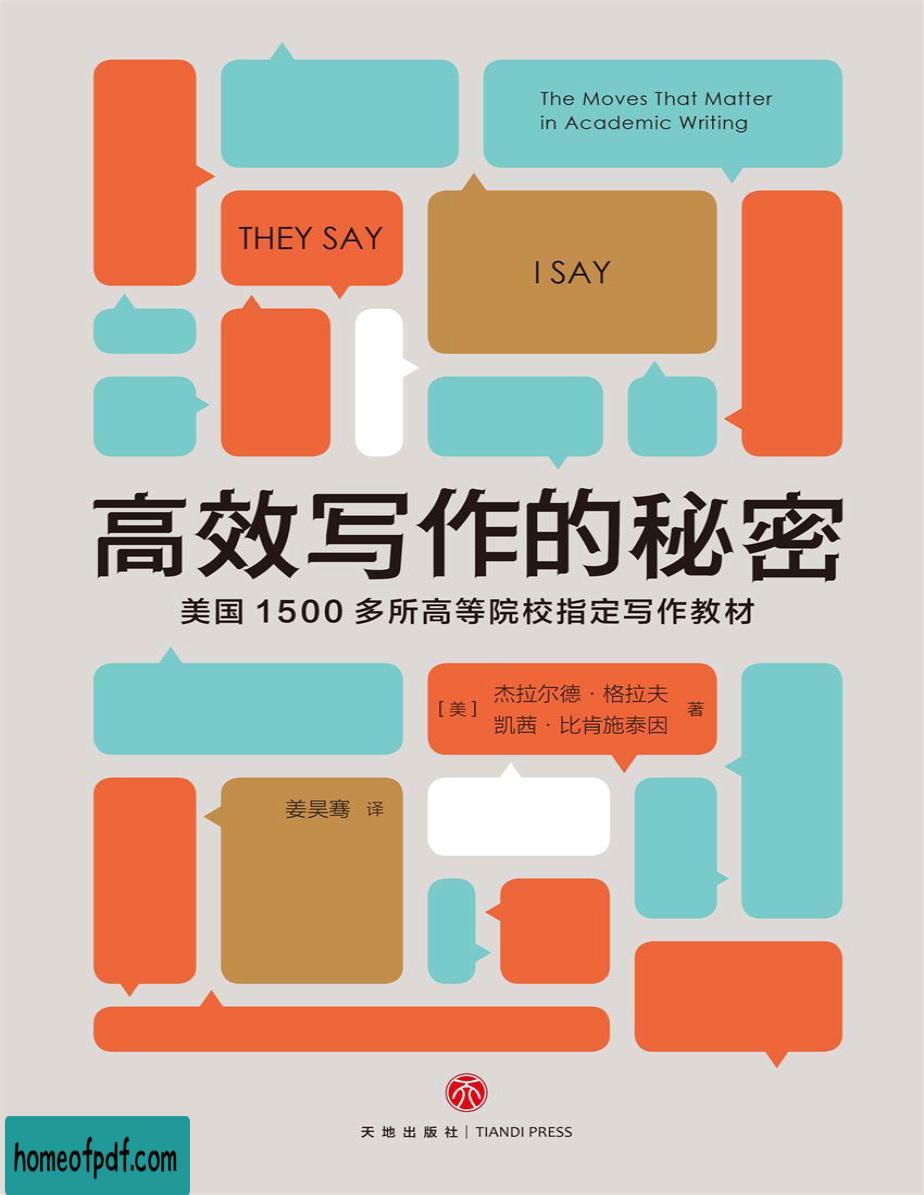 The Moves That Matter
in Academic Writing
THEY SAY
I SAY
高效写作的秘密
美国 1500 多所高等院校指定写作教材
[美] 杰拉尔德·格拉夫
凯茜·比肯施泰因 著
姜昊骞 译
天地出版社 | TIANDI PRESS
homeofpdf.com